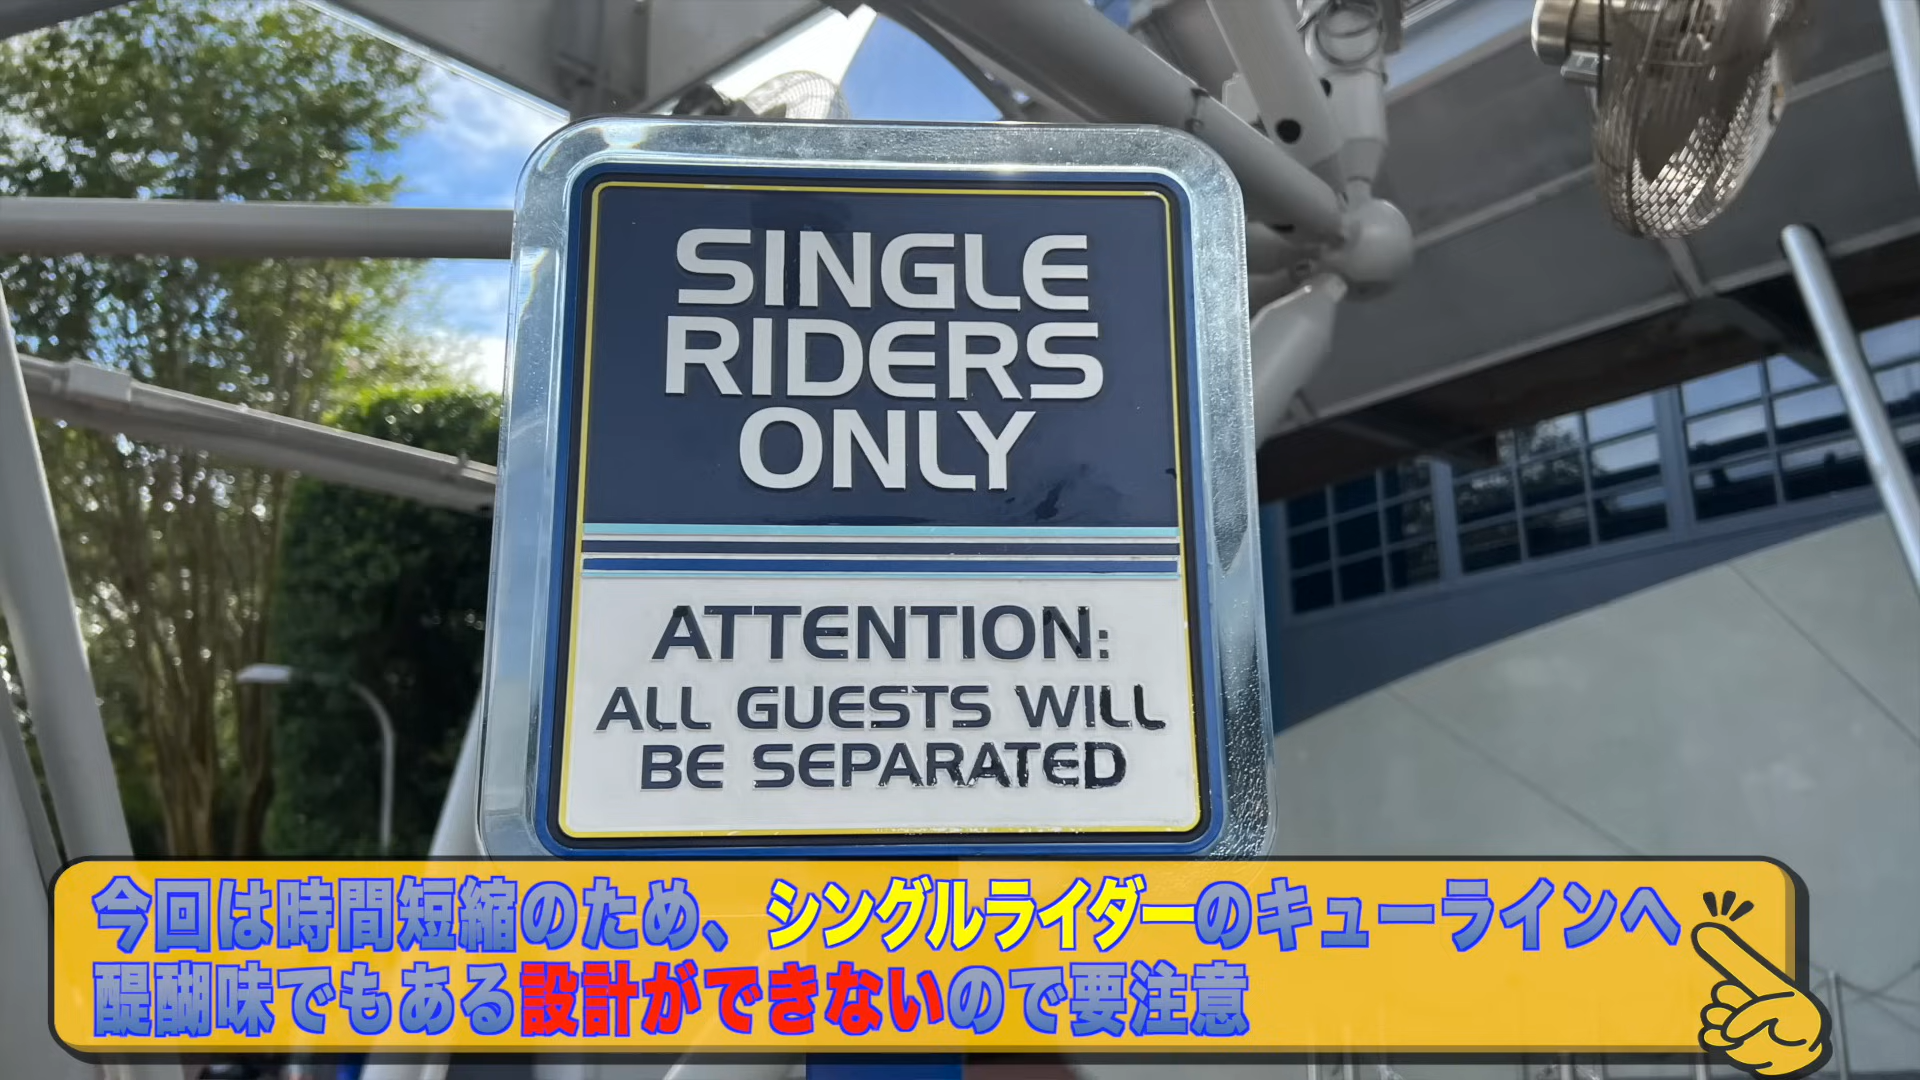 SINGLE
RIDERS
ONLY
ATTENTION:
ALL GUESTS WILL
BE SEPARATED
今回は時間短縮のため、シングルライダーのキューラインへ
醍醐味でもある設計ができないので要注意